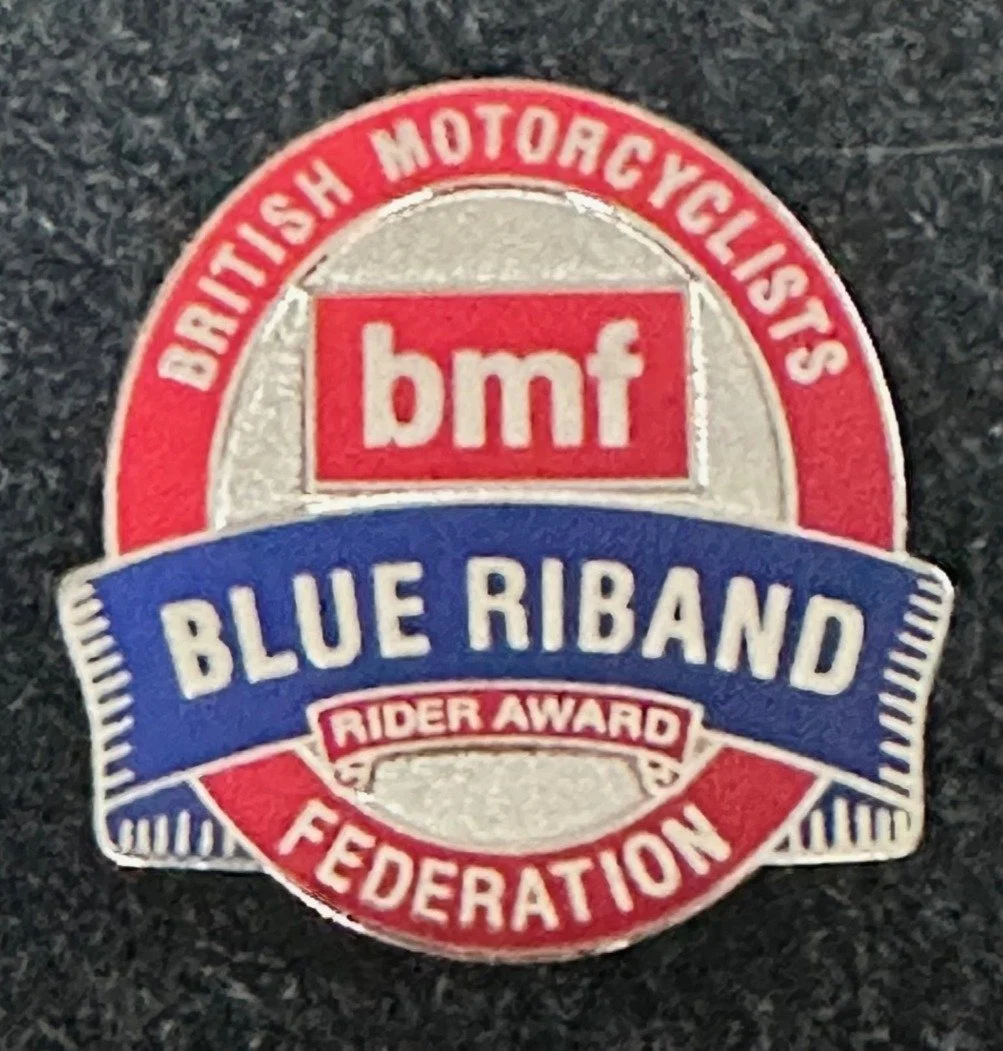 BRITISH MOTORCYCLISTS
bmf
BLUE RIBAND
RIDER AWARD
FEDERATION